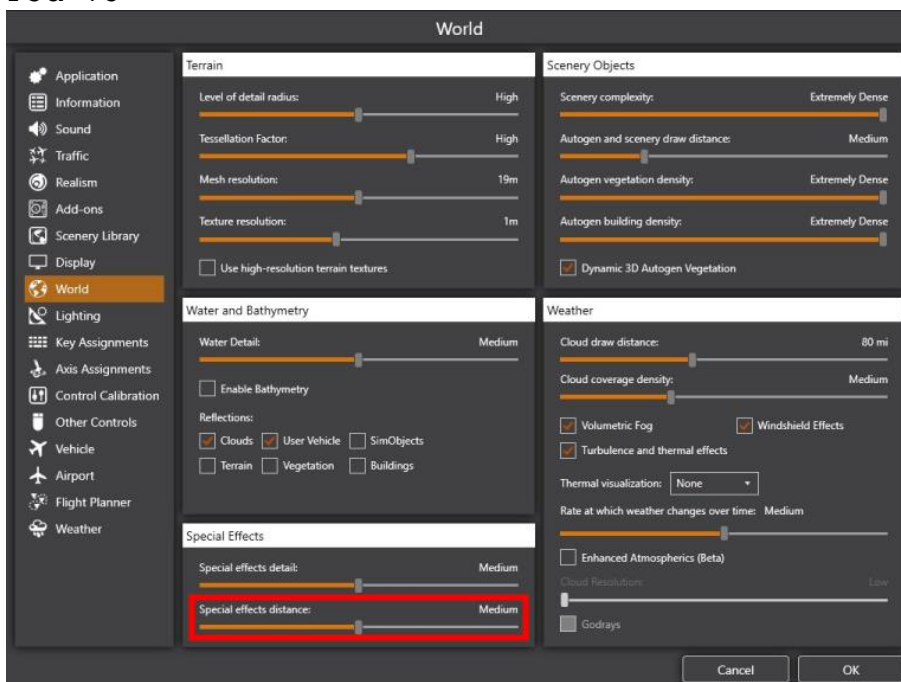 World
Application
Information
Sound
Traffic
Realism
Add-ons
Scenery Library
Display
World
Lighting
Key Assignments
Axis Assignments
Control Calibration
Other Controls
Vehicle
Airport
Flight Planner
Weather
Terrain
Level of detail radius: High
Tessellation Factor: High
Mesh resolution: 19m
Texture resolution: 1m
Use high-resolution terrain textures
Water and Bathymetry
Water Detail: Medium
Enable Bathymetry
Reflections:
Clouds User Vehicle SimObjects
Terrain Vegetation Buildings
Special Effects
Special effects detail: Medium
Special effects distance: Medium
Scenery Objects
Scenery complexity: Extremely Dense
Autogen and scenery draw distance: Medium
Autogen vegetation density: Extremely Dense
Autogen building density: Extremely Dense
Dynamic 3D Autogen Vegetation
Weather
Cloud draw distance: 80 mi
Cloud coverage density: Medium
Volumetric Fog Windshield Effects
Turbulence and thermal effects
Thermal visualization: None
Rate at which weather changes over time: Medium
Enhanced Atmospherics (Beta)
Cloud Resolution: Low
Godrays
Cancel OK